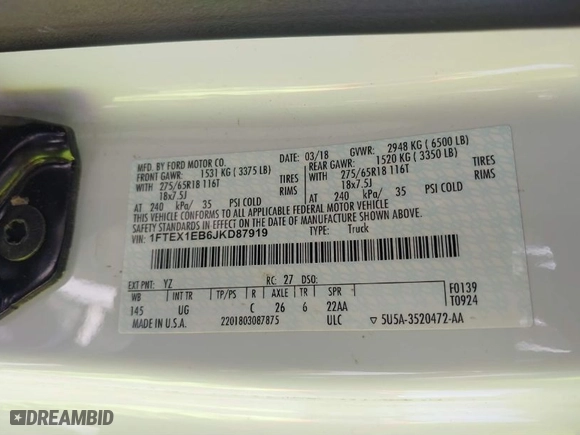 MFD. BY FORD MOTOR CO.
03/18 GVWR: 2948 KG ( 6500 LB)
FRONT GAWR: 1531 KG ( 3375 LB) REAR GAWR: 1520 KG ( 3350 LB)
WITH 275/65R18 116T TIRES WITH 275/65R18 116T TIRES
18x7.5J RIMS 18x7.5J RIMS
AT 240 kPa/ 35 PSI COLD AT 240 kPa/ 35 PSI COLD
THIS VEHICLE CONFORMS TO ALL APPLICABLE FEDERAL MOTOR VEHICLE
SAFETY STANDARDS IN EFFECT ON THE DATE OF MANUFACTURE SHOWN ABOVE.
VIN: 1FTEX1EB6JKD87919 TYPE: Truck
EXT PNT: YZ RC: 27 DSO: F0139
WB INT TR TP/PS R AXLE TR SPR T0924
145 UG C 26 6 22AA
MADE IN U.S.A. 2201803087875 ULC 5U5A-3520472-AA
DREAMBID